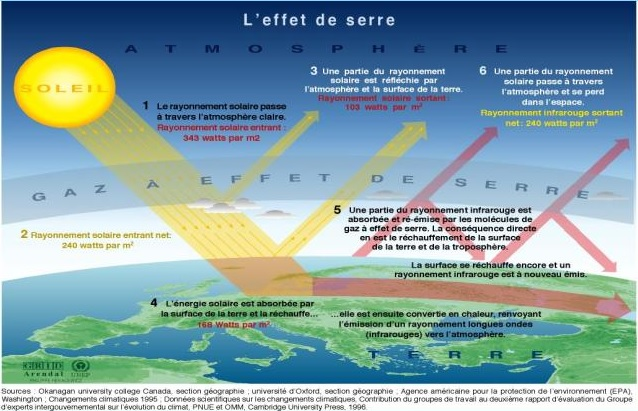 L'effet de serre
ATMOSPHÈRE
SOLEIL
1 Le rayonnement solaire passe
à travers l'atmosphère claire.
Rayonnement solaire entrant :
343 watts par m2
3 Une partie du rayonnement
solaire est réfléchie par
l'atmosphère et la surface de la terre.
Rayonnement solaire sortant :
103 watts par m²
6 Une partie du rayonnement
solaire passe à travers
l'atmosphère et se perd
dans l'espace.
Rayonnement infrarouge sortant
net: 240 watts par m²
GAZ À EFFET DE SERRE
2 Rayonnement solaire entrant net:
240 watts par m²
5 Une partie du rayonnement infrarouge est
absorbée et ré-émise par les molécules de
gaz à effet de serre. La conséquence directe
en est le réchauffement de la surface
de la terre et de la troposphère.
La surface se réchauffe encore et un
rayonnement infrarouge est à nouveau émis.
4 L'énergie solaire est absorbée par
la surface de la terre et la réchauffe...
168 Watts par m²
...elle est ensuite convertie en chaleur, renvoyant
l'émission d'un rayonnement longues ondes
(infrarouges) vers l'atmosphère.
TERRE
GRID
Arendal
UNEP
Sources : Okanagan university college Canada, section géographie ; université d'Oxford, section géographie ; Agence américaine pour la protection de l'environnement (EPA),
Washington ; Changements climatiques 1995 ; Données scientifiques sur les changements climatiques, Contribution du groupes de travail au deuxième rapport d'évaluation du Groupe
d'experts intergouvernemental sur l'évolution du climat, PNUE et OMM, Cambridge University Press, 1996.